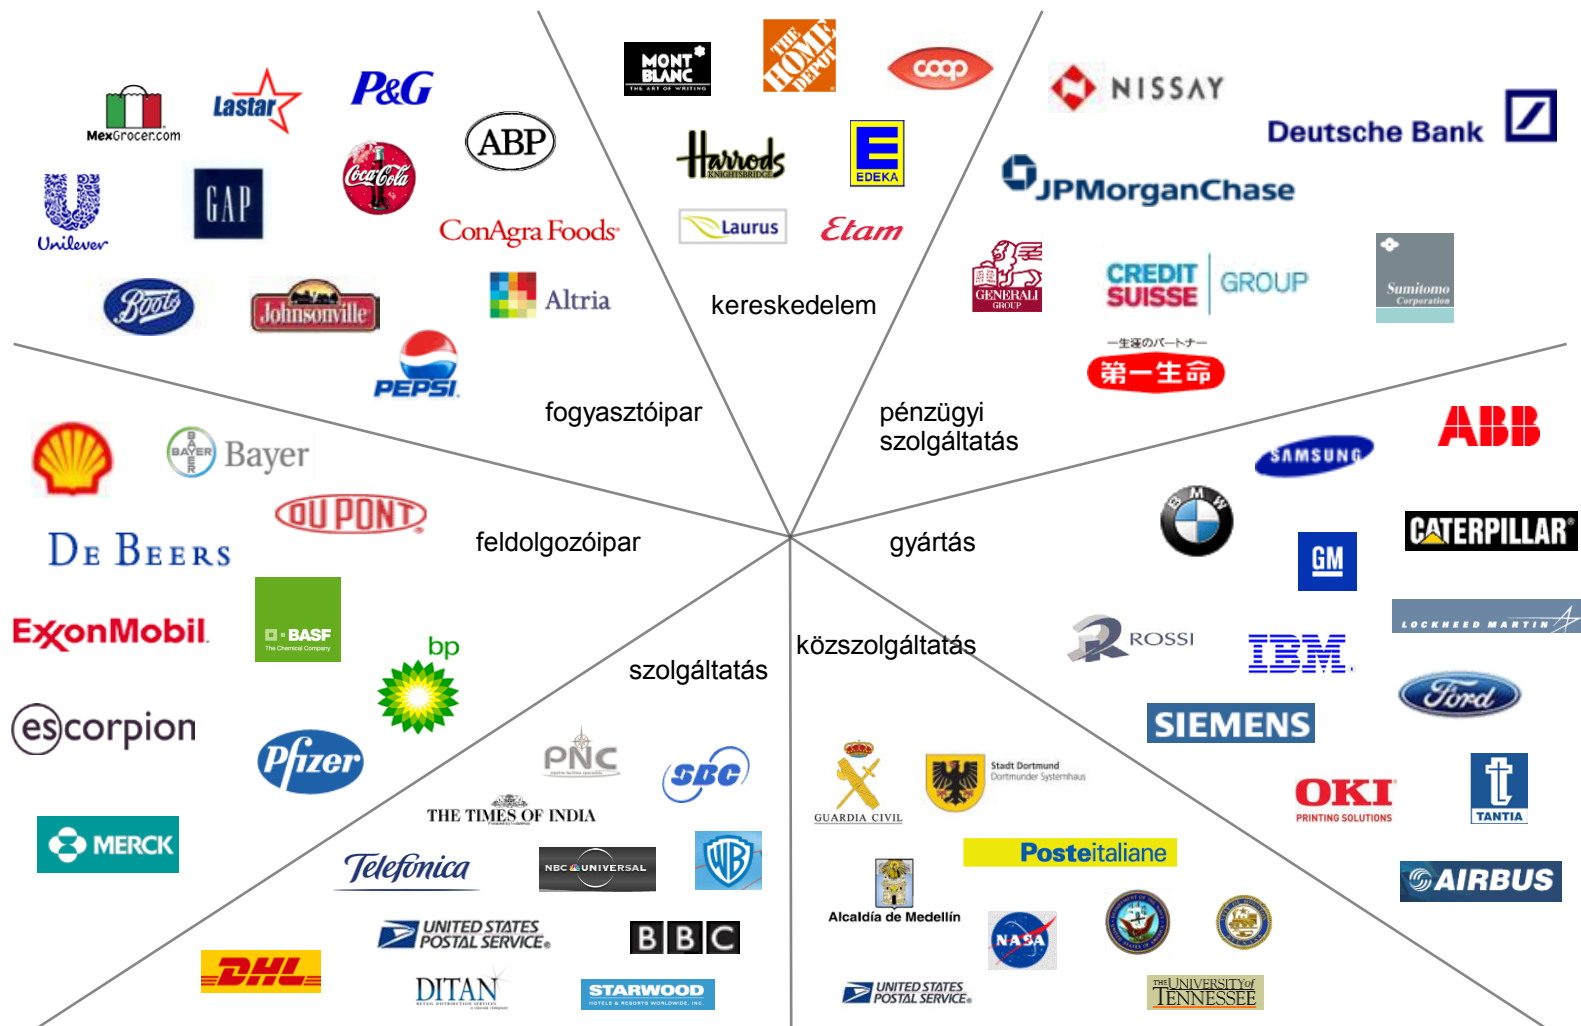 MONT
BLANC
THE ART OF WRITING
THE
HOME
DEPOT
coop
Harrods
KNIGHTSBRIDGE
E
EDEKA
Laurus
Etam
kereskedelem
MexGrocer.com
Lastar
P&G
ABP
Coca-Cola
Unilever
GAP
ConAgra Foods
Boots
Johnsonville
Altria
PEPSI
fogyasztóipar
NISSAY
Deutsche Bank
JPMorganChase
GENERALI
GROUP
CREDIT
SUISSE
GROUP
Sumitomo
Corporation
一生涯のパートナー
第一生命
pénzügyi
szolgáltatás
BAYER
BAYER
Bayer
DU PONT
DE BEERS
feldolgozóipar
ExxonMobil
BASF
The Chemical Company
bp
escorpion
Pfizer
MERCK
ABB
SAMSUNG
BMW
CATERPILLAR
GM
gyártás
LOCKHEED MARTIN
ROSSI
IBM
Ford
SIEMENS
OKI
PRINTING SOLUTIONS
t
TANTIA
AIRBUS
szolgáltatás
PNC
SBC
THE TIMES OF INDIA
Telefónica
NBC UNIVERSAL
WB
UNITED STATES
POSTAL SERVICE®
BBC
DHL
DITAN
STARWOOD
HOTELS & RESORTS WORLDWIDE, INC.
közszolgáltatás
GUARDIA CIVIL
Stadt Dortmund
Dortmunder Systemhaus
Posteitaliane
Alcaldía de Medellín
NASA
UNITED STATES
POSTAL SERVICE®
THE UNIVERSITY of
TENNESSEE